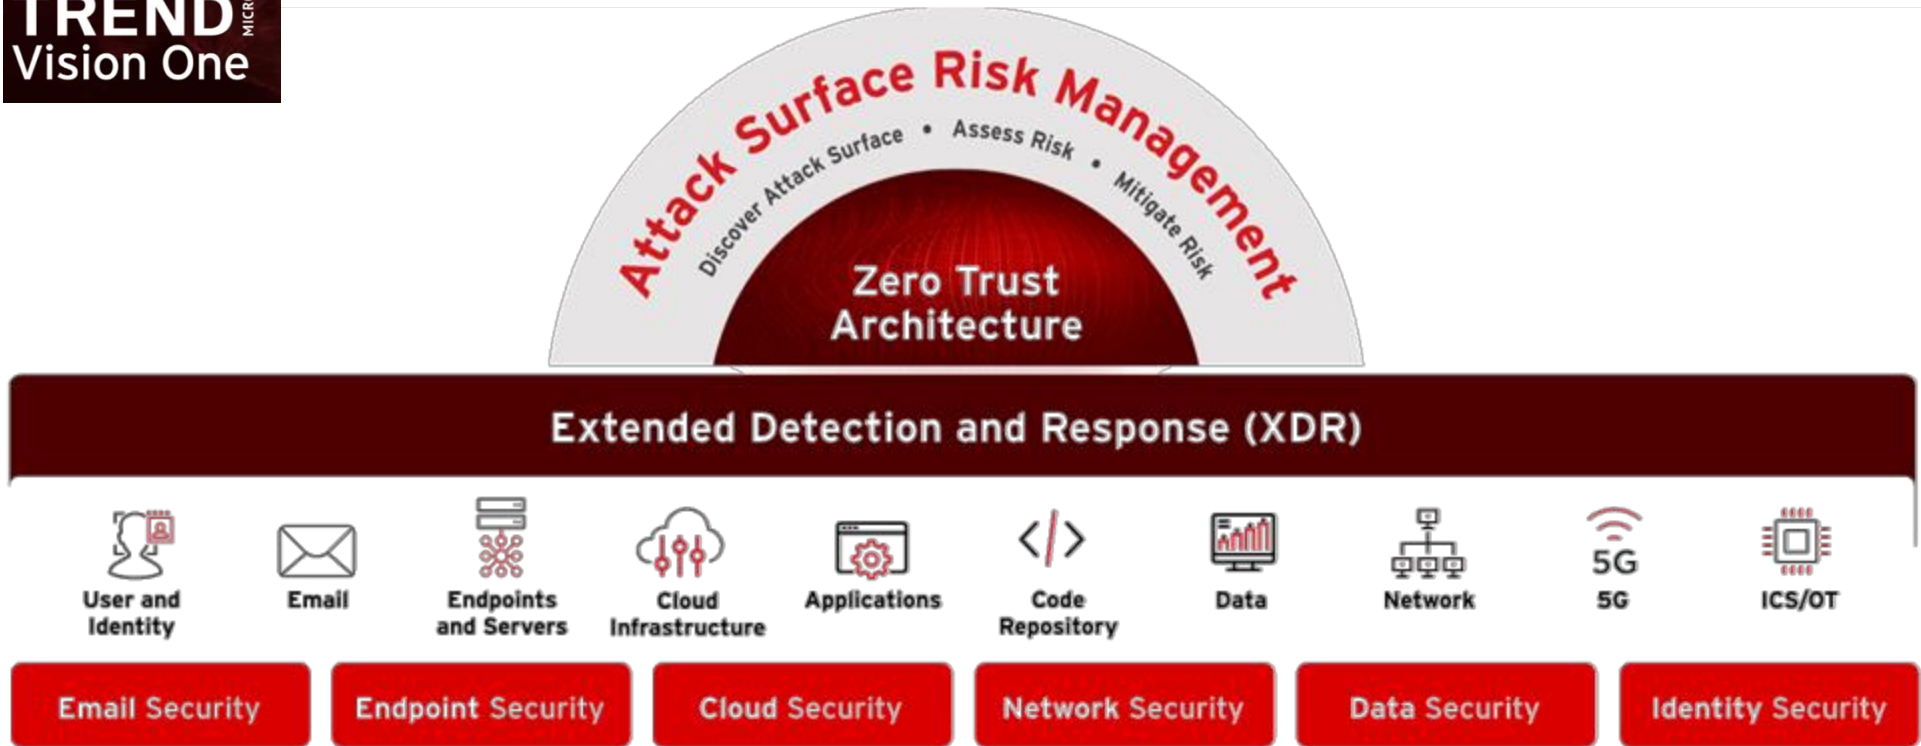 TREND MICRO
Vision One
Attack Surface Risk Management
Discover Attack Surface • Assess Risk • Mitigate Risk
Zero Trust
Architecture
Extended Detection and Response (XDR)
5G
User and
Identity
Email
Endpoints
and Servers
Cloud
Infrastructure
Applications
Code
Repository
Data
Network
5G
ICS/OT
Email Security
Endpoint Security
Cloud Security
Network Security
Data Security
Identity Security